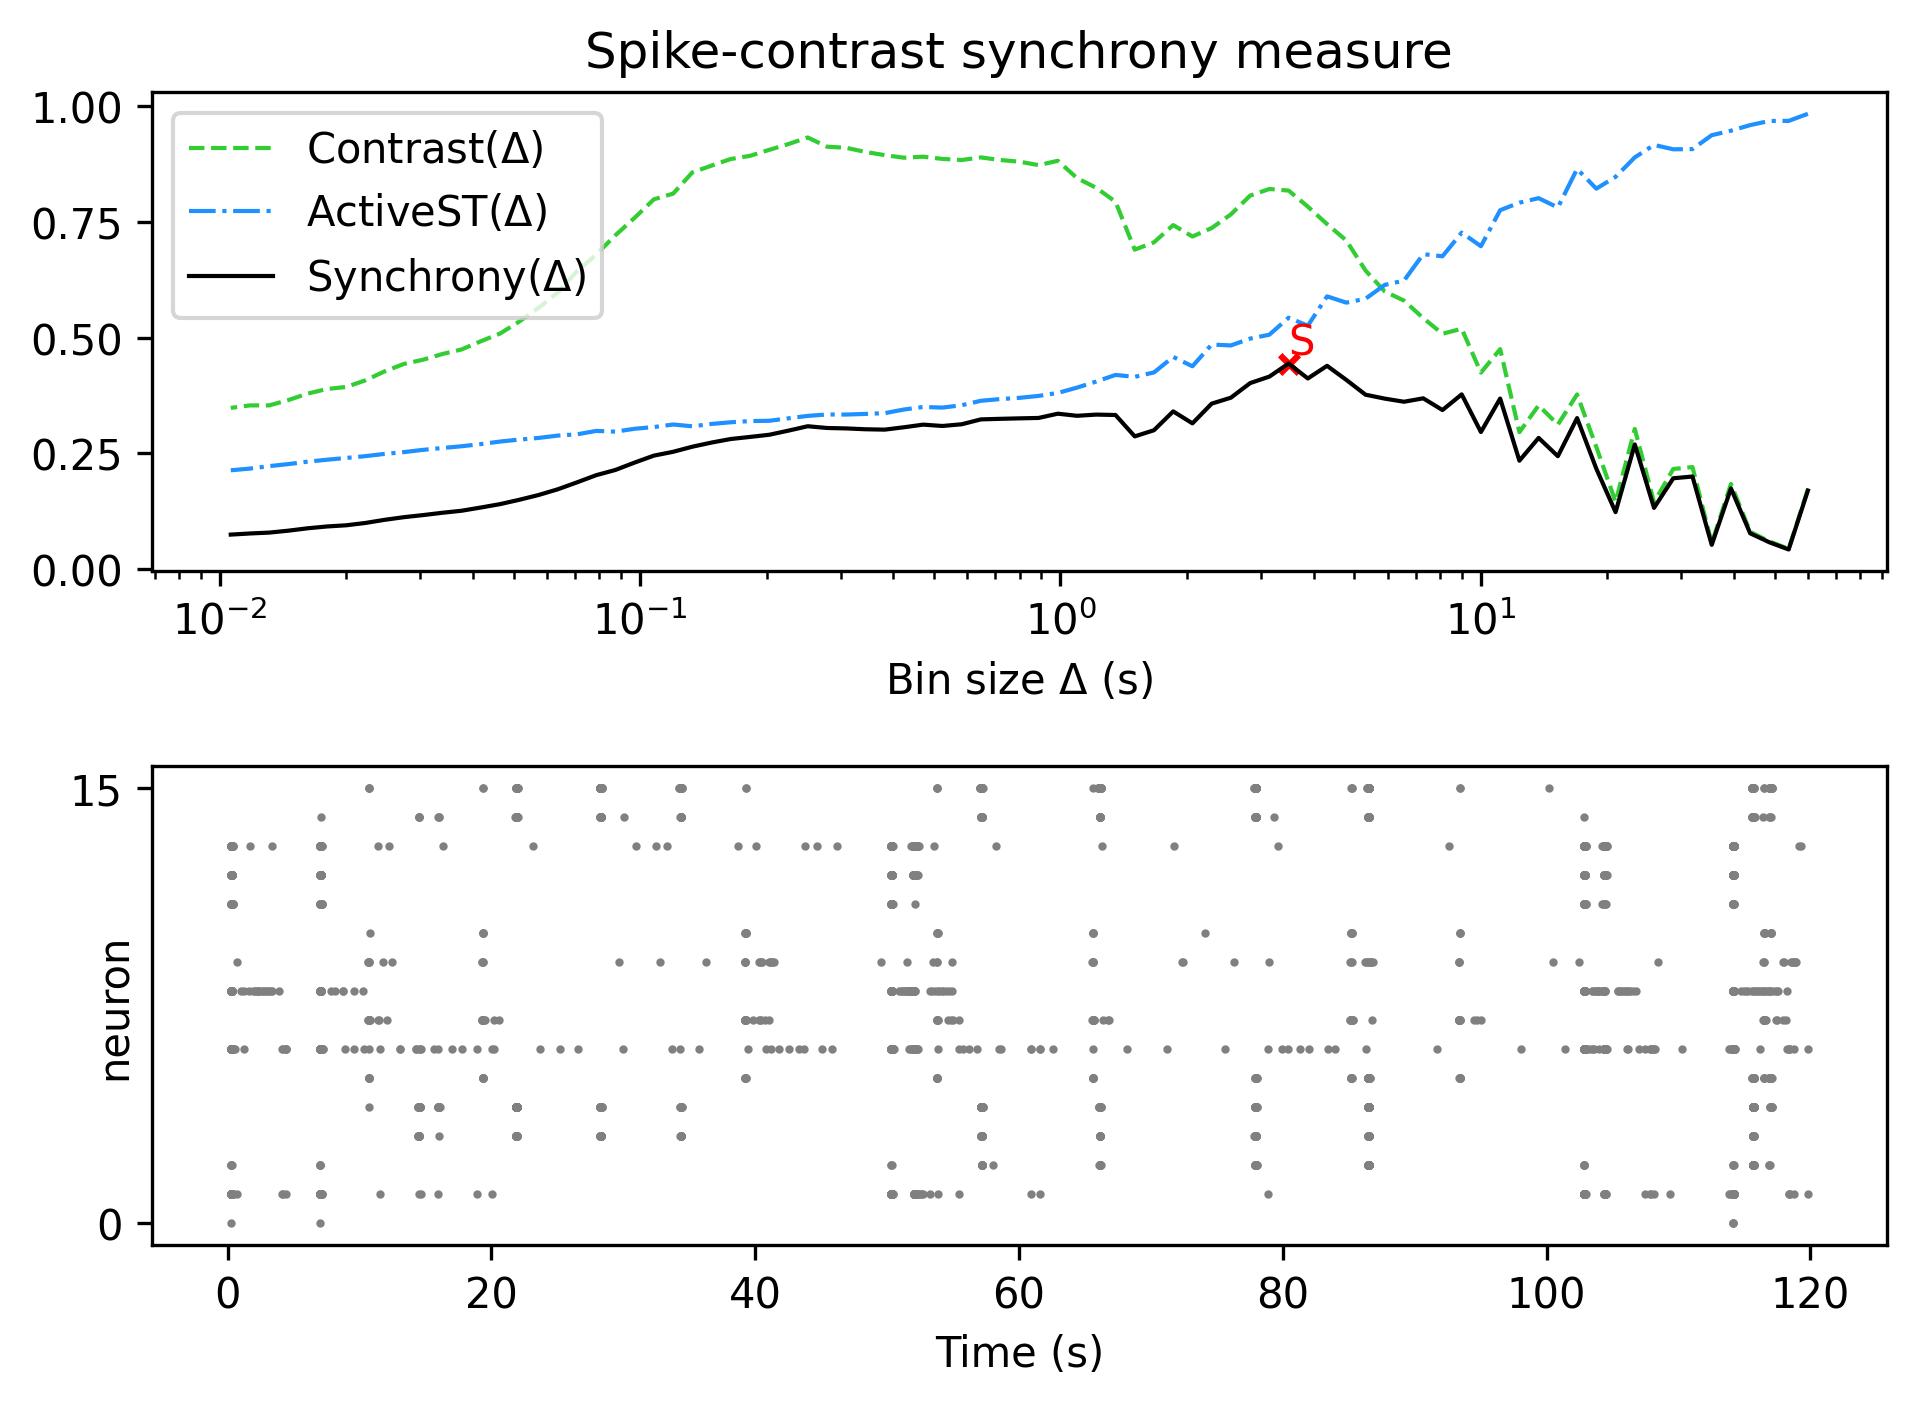 Spike-contrast synchrony measure
1.00
0.75
0.50
0.25
0.00
Contrast(Δ)
ActiveST(Δ)
Synchrony(Δ)
S
10⁻² 10⁻¹ 10⁰ 10¹
Bin size Δ (s)
15
0
neuron
0 20 40 60 80 100 120
Time (s)